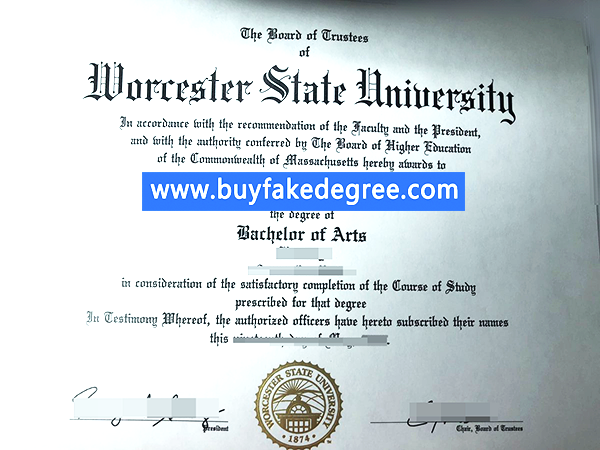 The Board of Trustees
of
Worcester State University
In accordance with the recommendation of the Faculty and the President,
and with the authority conferred by The Board of Higher Education
of the Commonwealth of Massachusetts hereby awards to
www.buyfakedegree.com
the degree of
Bachelor of Arts
in consideration of the satisfactory completion of the Course of Study
prescribed for that degree
In Testimony Whereof, the authorized officers have hereto subscribed their names
this
WORCESTER STATE UNIVERSITY
• 1874 •
President
Chair, Board of Trustees